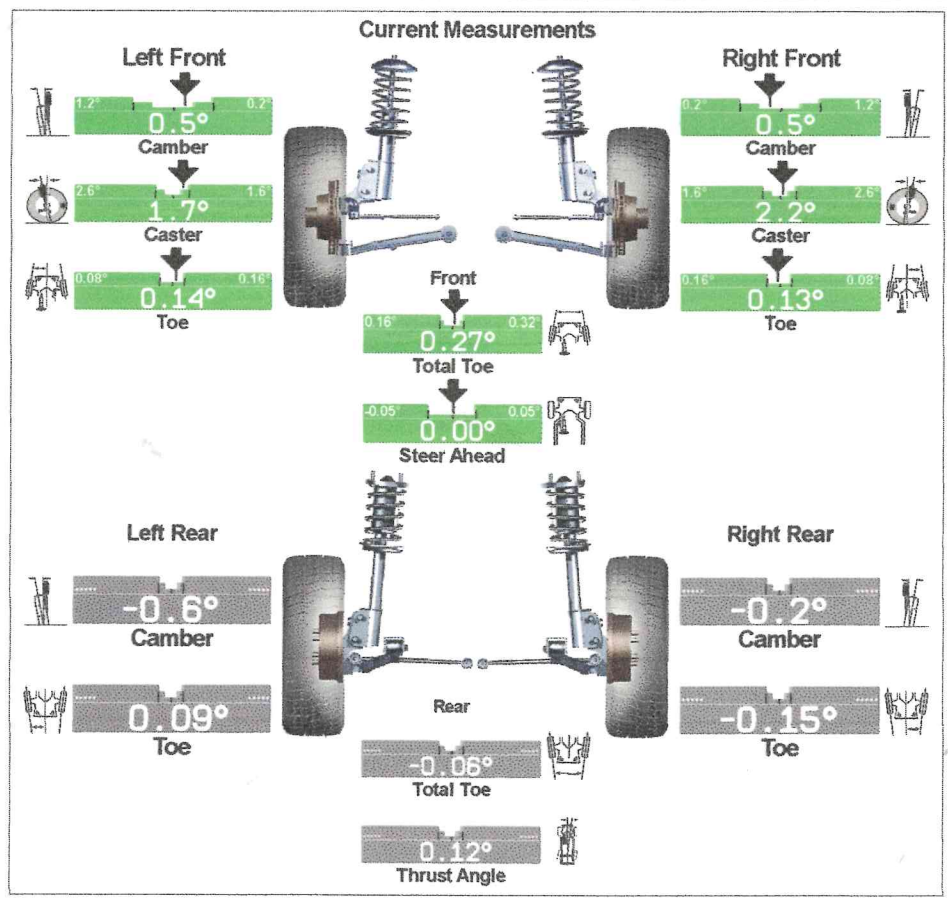 Current Measurements
Left Front
Right Front
1.2° 0.2°
0.5°
Camber
0.2° 1.2°
0.5°
Camber
2.6° 1.6°
1.7°
Caster
1.6° 2.6°
2.2°
Caster
0.08° 0.16°
0.14°
Toe
0.16° 0.08°
0.13°
Toe
Front
0.16° 0.32°
0.27°
Total Toe
-0.05° 0.05°
0.00°
Steer Ahead
Left Rear
Right Rear
-0.6°
Camber
-0.2°
Camber
0.09°
Toe
-0.15°
Toe
Rear
-0.06°
Total Toe
0.12°
Thrust Angle